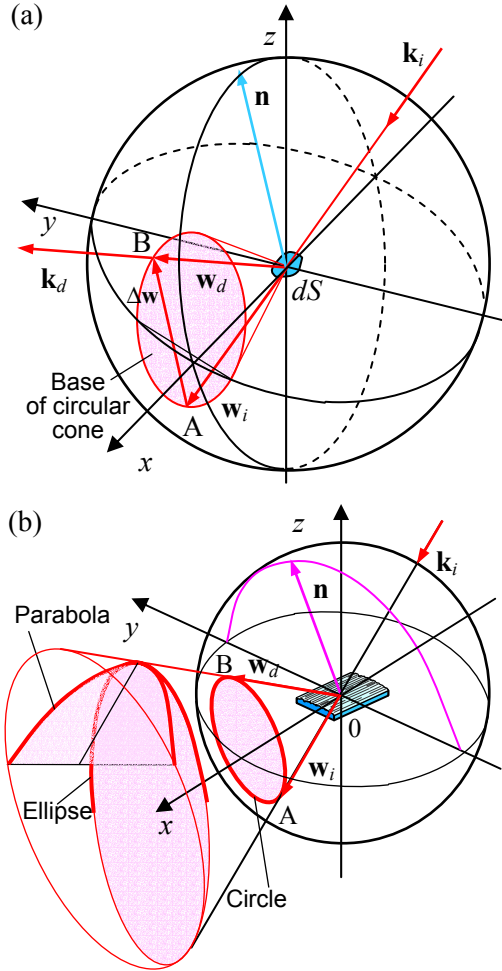 (a)
z
k_i
n
y
B
k_d
w_d
dS
Δw
Base
of circular
cone
w_i
A
x
(b)
z
k_i
n
Parabola
y
B
w_d
0
w_i
Ellipse
x
A
Circle